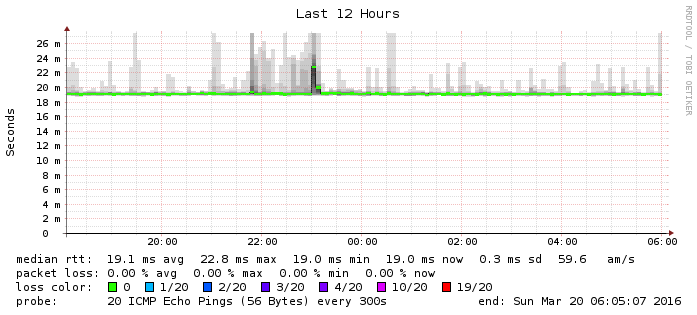 Last 12 Hours
RRDTOOL / TOBI OETIKER
Seconds
26 m
24 m
22 m
20 m
18 m
16 m
14 m
12 m
10 m
8 m
6 m
4 m
2 m
0
20:00 22:00 00:00 02:00 04:00 06:00
median rtt: 19.1 ms avg 22.8 ms max 19.0 ms min 19.0 ms now 0.3 ms sd 59.6 am/s
packet loss: 0.00 % avg 0.00 % max 0.00 % min 0.00 % now
loss color: 0 1/20 2/20 3/20 4/20 10/20 19/20
probe: 20 ICMP Echo Pings (56 Bytes) every 300s end: Sun Mar 20 06:05:07 2016